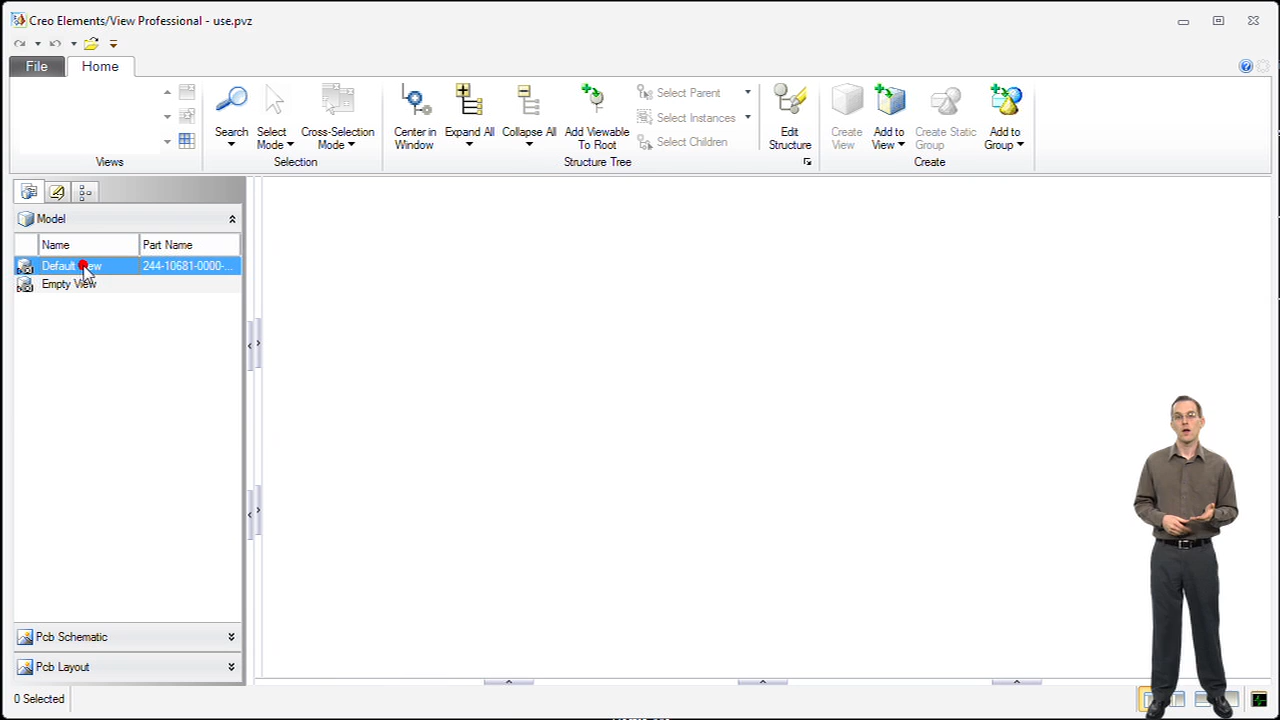 Creo Elements/View Professional - use.pvz
File
Home
Views
Search
Select Mode
Cross-Selection Mode
Selection
Center in Window
Expand All
Collapse All
Add Viewable To Root
Select Parent
Select Instances
Select Children
Structure Tree
Edit Structure
Create View
Add to View
Create Static Group
Add to Group
Create
Model
Name Part Name
Default View 244-10681-0000-...
Empty View
Pcb Schematic
Pcb Layout
0 Selected